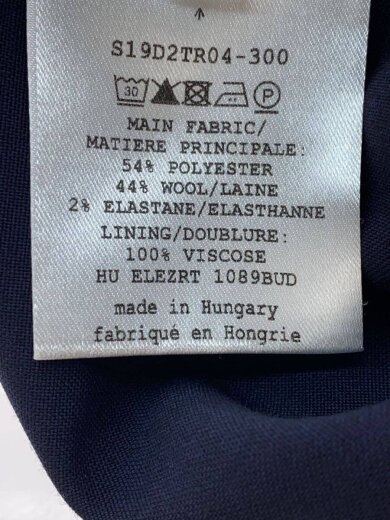 S19D2TR04-300
30 P
MAIN FABRIC/
MATIERE PRINCIPALE:
54% POLYESTER
44% WOOL/LAINE
2% ELASTANE/ELASTHANNE
LINING/DOUBLURE:
100% VISCOSE
HU ELEZRT 1089BUD
made in Hungary
fabriqué en Hongrie